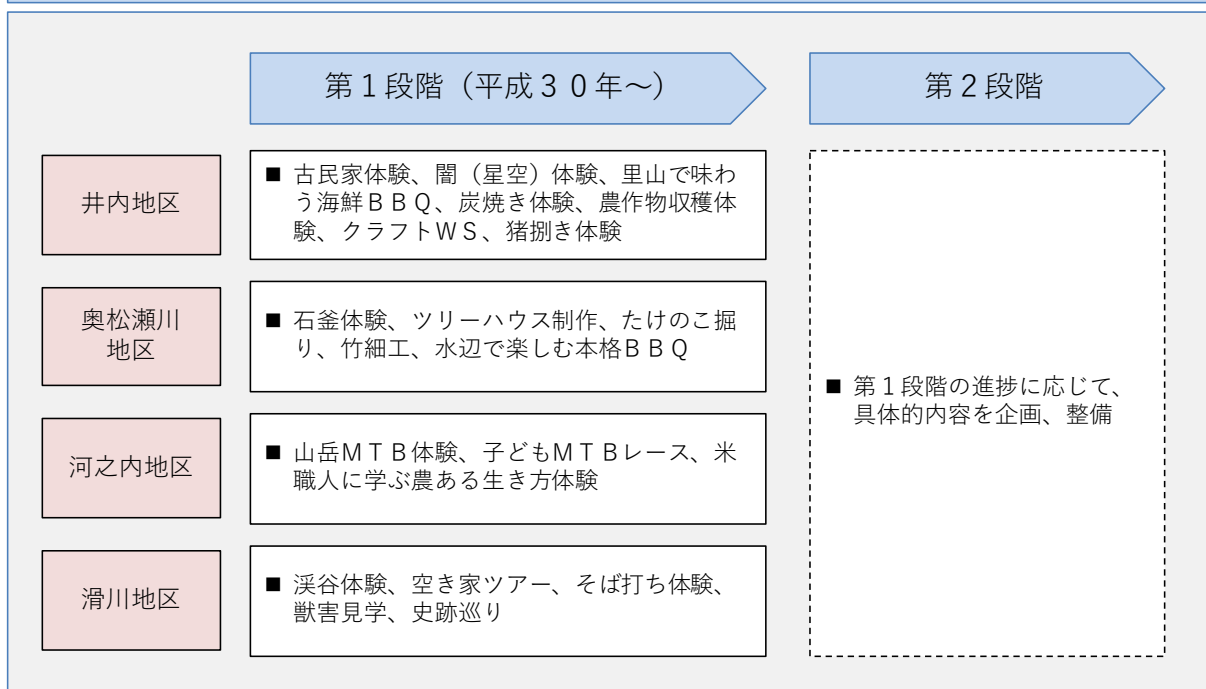 第１段階（平成３０年～）
第２段階
井内地区
■ 古民家体験、闇（星空）体験、里山で味わ
う海鮮ＢＢＱ、炭焼き体験、農作物収穫体
験、クラフトＷＳ、猪捌き体験
奥松瀬川
地区
■ 石釜体験、ツリーハウス制作、たけのこ掘
り、竹細工、水辺で楽しむ本格ＢＢＱ
河之内地区
■ 山岳ＭＴＢ体験、子どもＭＴＢレース、米
職人に学ぶ農ある生き方体験
滑川地区
■ 渓谷体験、空き家ツアー、そば打ち体験、
獣害見学、史跡巡り
■ 第１段階の進捗に応じて、
具体的内容を企画、整備